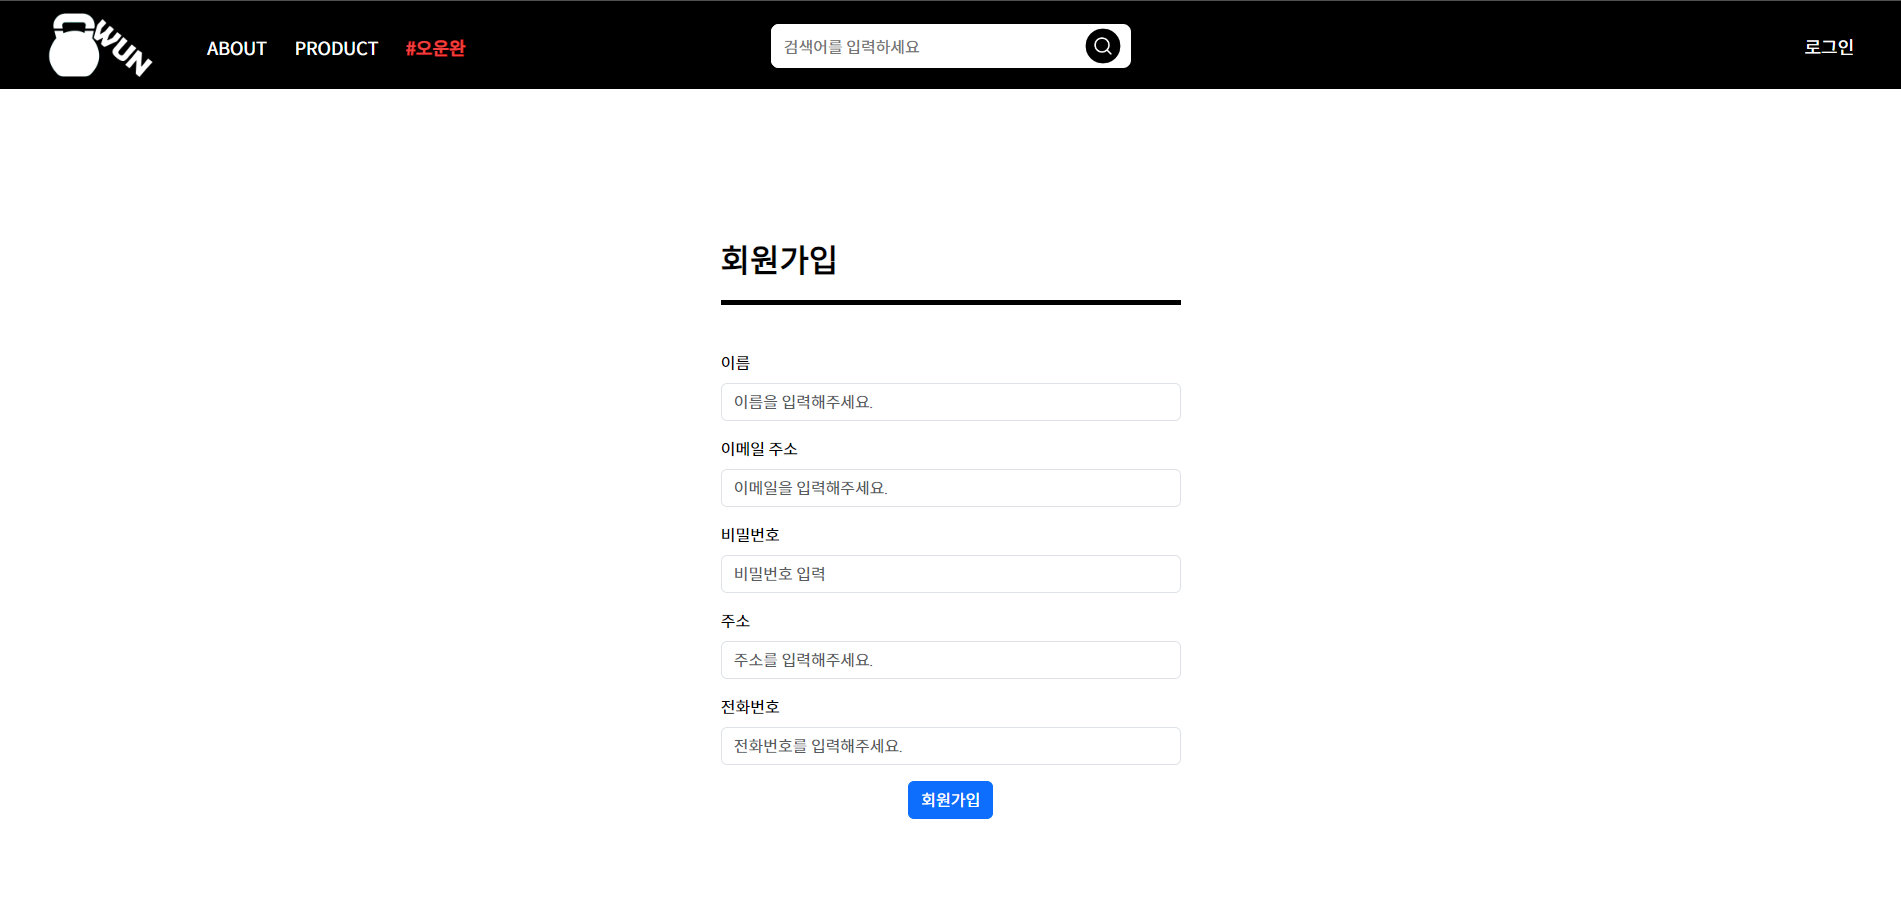 WUN
ABOUT PRODUCT #오운완
검색어를 입력하세요
로그인
회원가입
이름
이름을 입력해주세요.
이메일 주소
이메일을 입력해주세요.
비밀번호
비밀번호 입력
주소
주소를 입력해주세요.
전화번호
전화번호를 입력해주세요.
회원가입